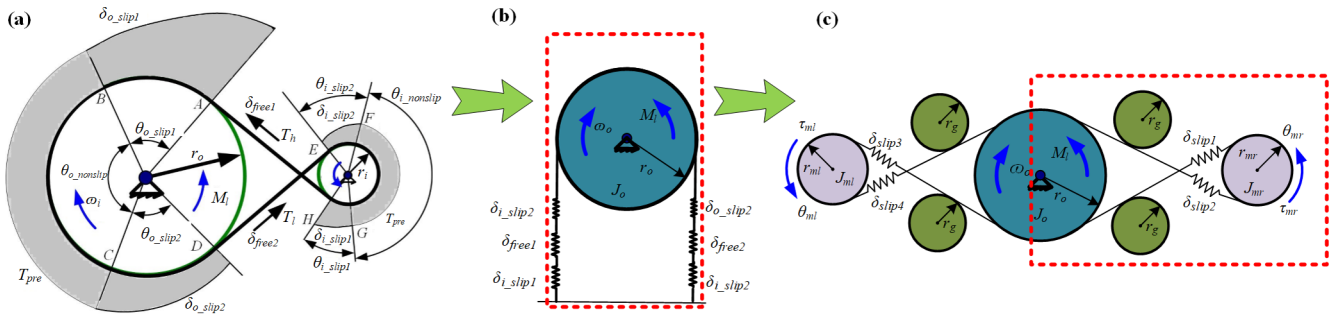 (a)
δo_slip1
B
A
θo_slip1
ro
θo_nonslip
ωi
Ml
θo_slip2
C
D
Tpre
δo_slip2
δfree1
Th
Tl
δfree2
θi_slip2
δi_slip2
θi_nonslip
F
E
ri
H
G
δi_slip1
θi_slip1
Tpre
(b)
ωo
Ml
ro
Jo
δi_slip2
δfree1
δi_slip1
δo_slip2
δfree2
δi_slip2
(c)
τml
rml
Jml
θml
δslip3
δslip4
rg
rg
ωo
Ml
ro
Jo
rg
rg
δslip1
δslip2
rmr
Jmr
θmr
τmr